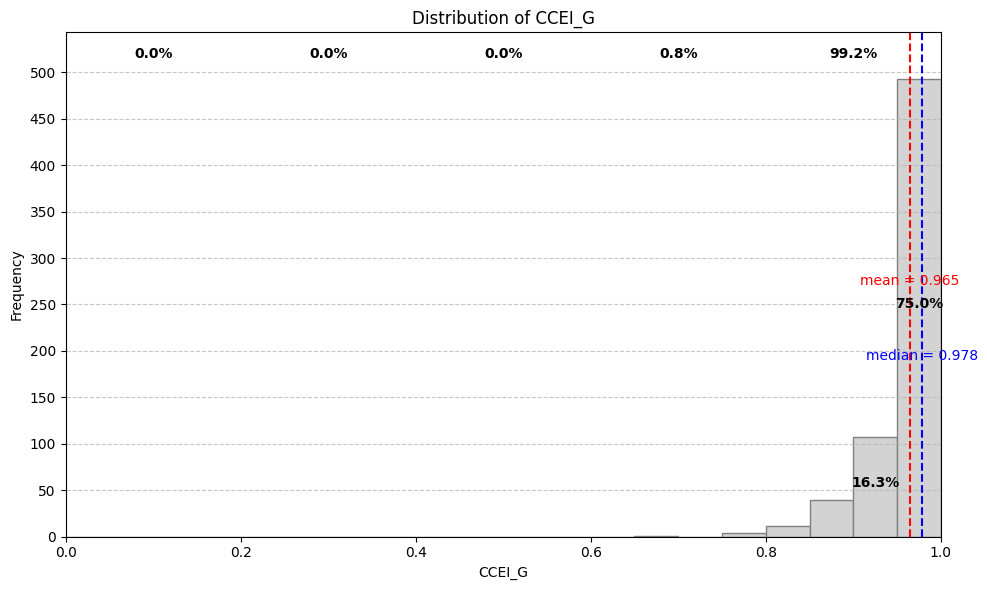 Distribution of CCEI_G
0.0% 0.0% 0.0% 0.8% 99.2%
500
450
400
350
300
mean = 0.965
250
75.0%
200
median = 0.978
150
100
50
16.3%
0
Frequency
0.0 0.2 0.4 0.6 0.8 1.0
CCEI_G